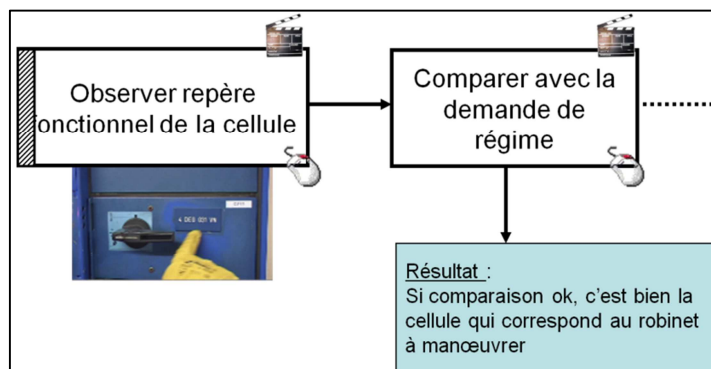 Observer repère
fonctionnel de la cellule
Comparer avec la
demande de
régime
Résultat :
Si comparaison ok, c'est bien la
cellule qui correspond au robinet
à manœuvrer